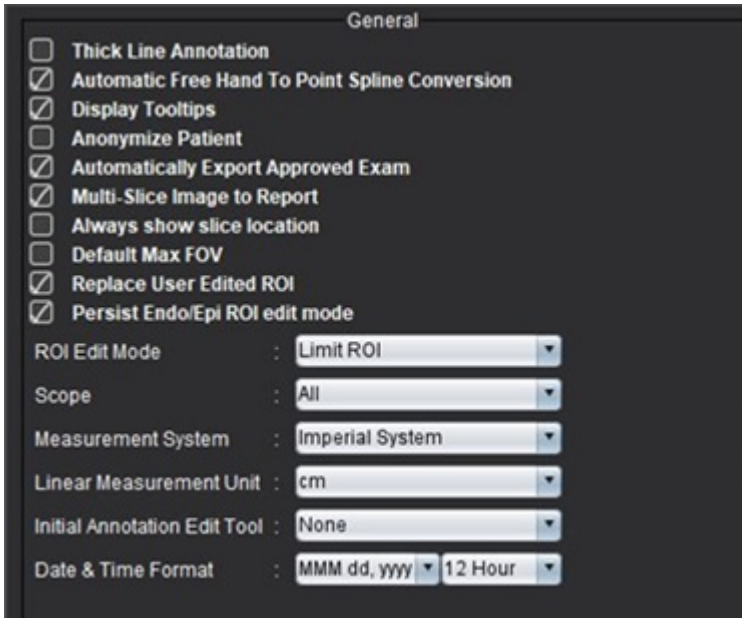 General
Thick Line Annotation
Automatic Free Hand To Point Spline Conversion
Display Tooltips
Anonymize Patient
Automatically Export Approved Exam
Multi-Slice Image to Report
Always show slice location
Default Max FOV
Replace User Edited ROI
Persist Endo/Epi ROI edit mode
ROI Edit Mode : Limit ROI
Scope : All
Measurement System : Imperial System
Linear Measurement Unit : cm
Initial Annotation Edit Tool : None
Date & Time Format : MMM dd, yyyy 12 Hour